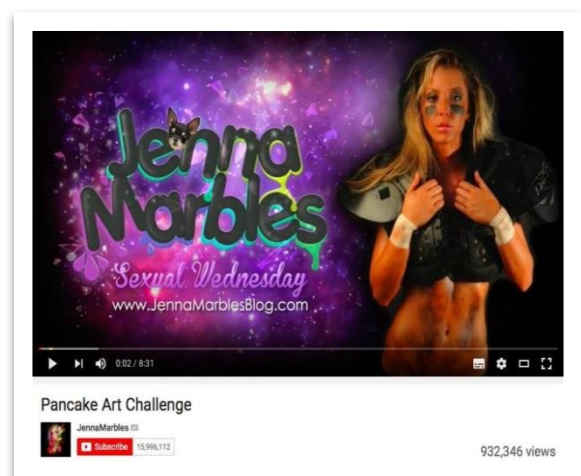 Jenna
Marbles
Sexual Wednesday
www.JennaMarblesBlog.com
0:02 / 8:31
Pancake Art Challenge
JennaMarbles
Subscribe 15,996,112
932,346 views